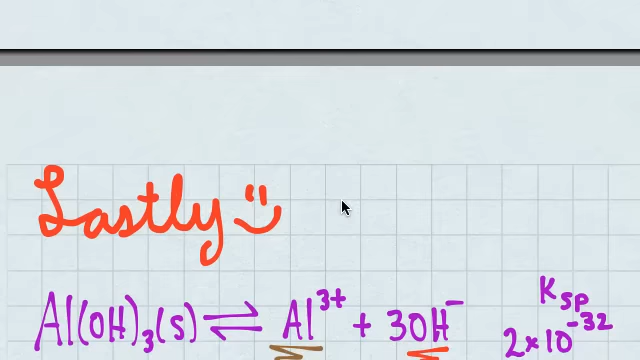 Lastly
Al(OH)₃(s) ⇌ Al³⁺ + 3OH⁻
Ksp
2×10⁻³²